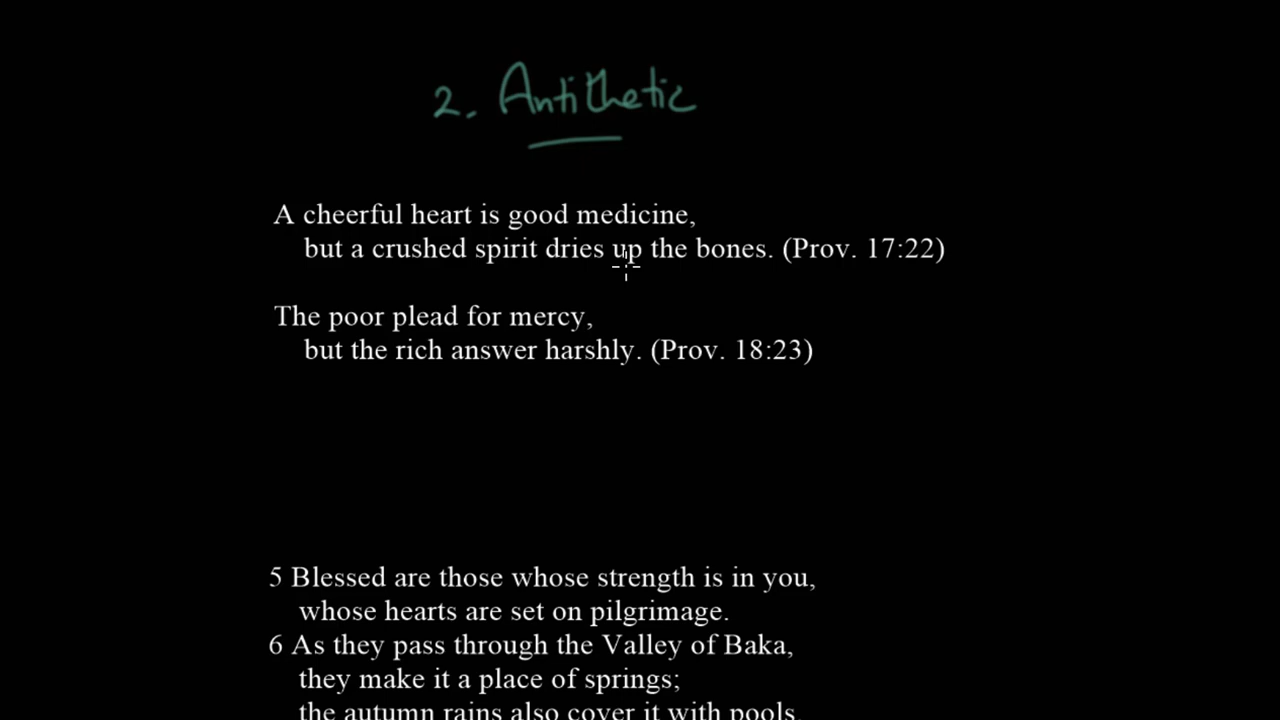 2. Antithetic
A cheerful heart is good medicine,
but a crushed spirit dries up the bones. (Prov. 17:22)
The poor plead for mercy,
but the rich answer harshly. (Prov. 18:23)
5 Blessed are those whose strength is in you,
whose hearts are set on pilgrimage.
6 As they pass through the Valley of Baka,
they make it a place of springs;
the autumn rains also cover it with pools.